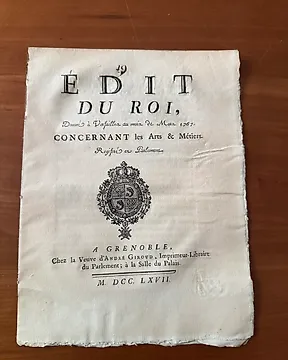 19
ÉDIT
DU ROI,
Donné à Versailles au mois de Mars 1767.
CONCERNANT les Arts & Métiers.
Registré en Parlement
A GRENOBLE,
Chez la Veuve d'ANDRÉ GIROUD, Imprimeur-Libraire
du Parlement; à la Salle du Palais.
M. DCC. LXVII.